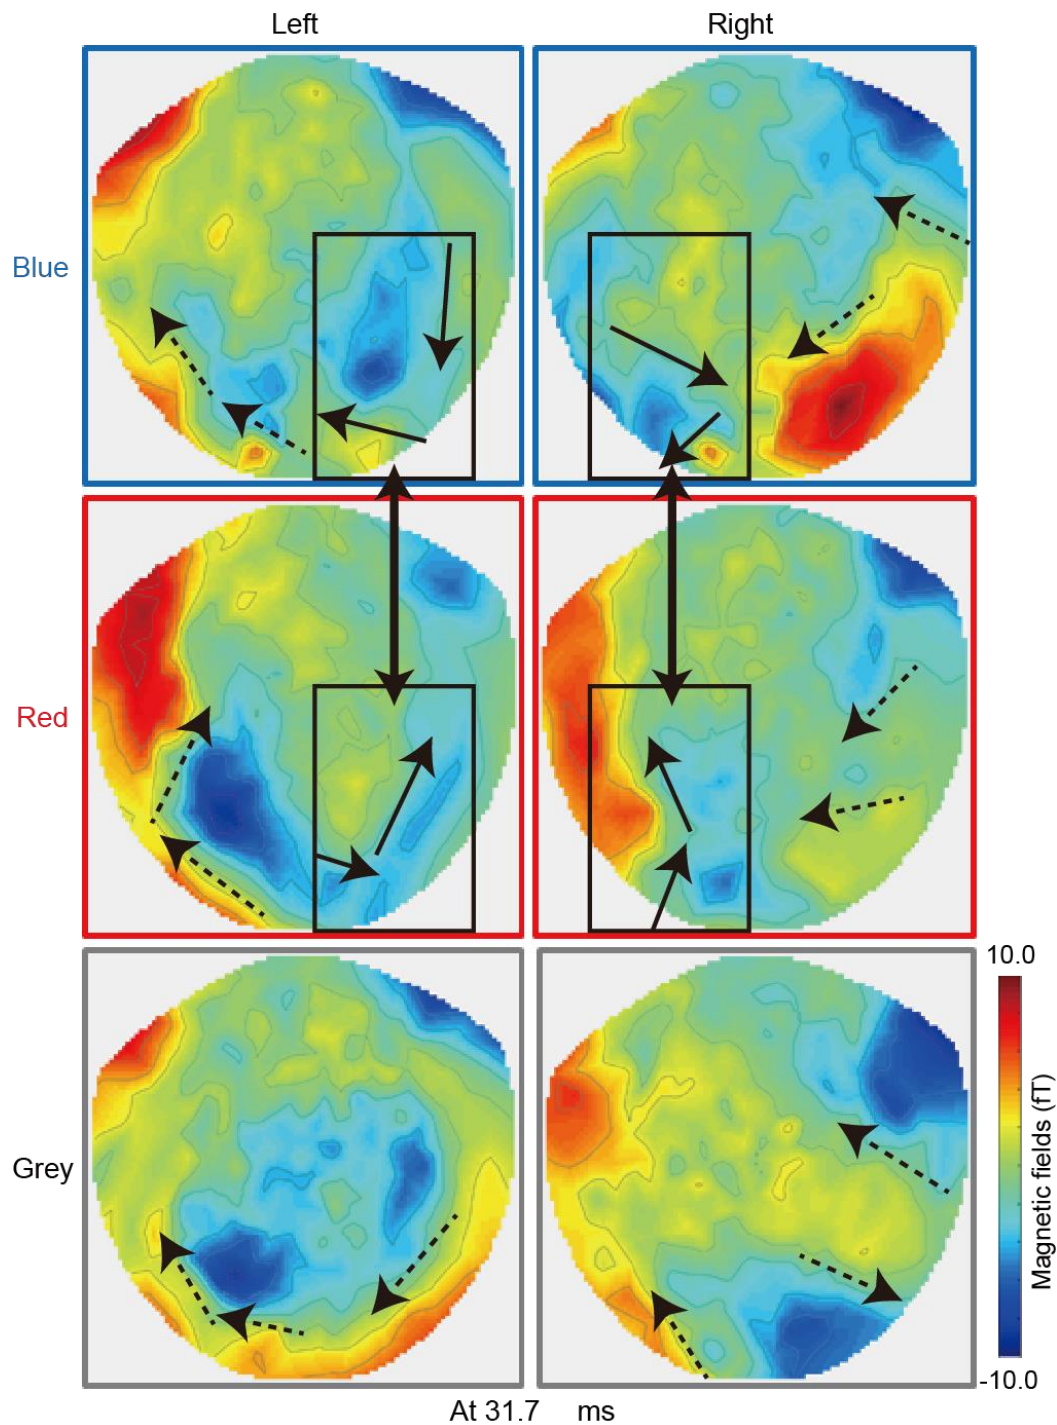 Left Right
Blue
Red
Grey
10.0
Magnetic fields (fT)
-10.0
At 31.7 ms